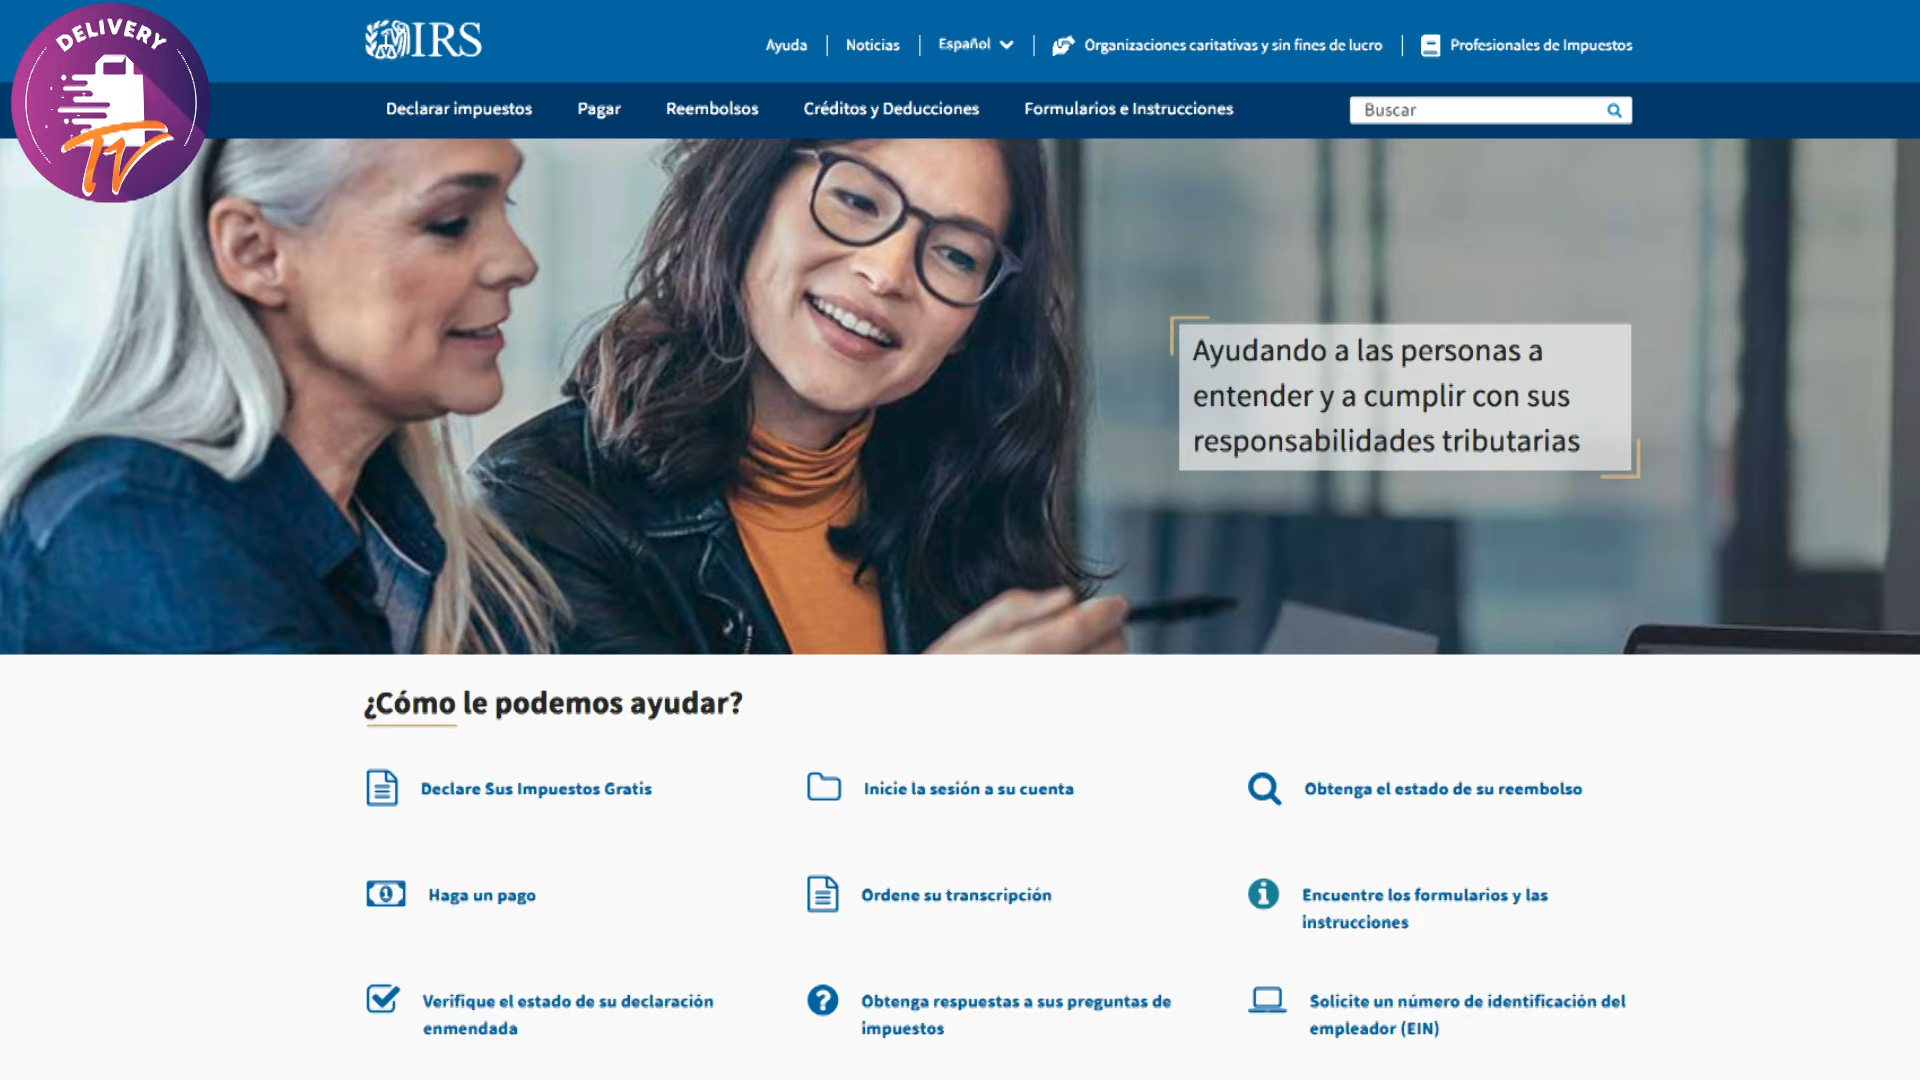 DELIVERY
TV
IRS
Ayuda
Noticias
Español
Organizaciones caritativas y sin fines de lucro
Profesionales de Impuestos
Declarar impuestos
Pagar
Reembolsos
Créditos y Deducciones
Formularios e Instrucciones
Buscar
Ayudando a las personas a
entender y a cumplir con sus
responsabilidades tributarias
¿Cómo le podemos ayudar?
Declare Sus Impuestos Gratis
Inicie la sesión a su cuenta
Obtenga el estado de su reembolso
Haga un pago
Ordene su transcripción
Encuentre los formularios y las
instrucciones
Verifique el estado de su declaración
enmendada
Obtenga respuestas a sus preguntas de
impuestos
Solicite un número de identificación del
empleador (EIN)